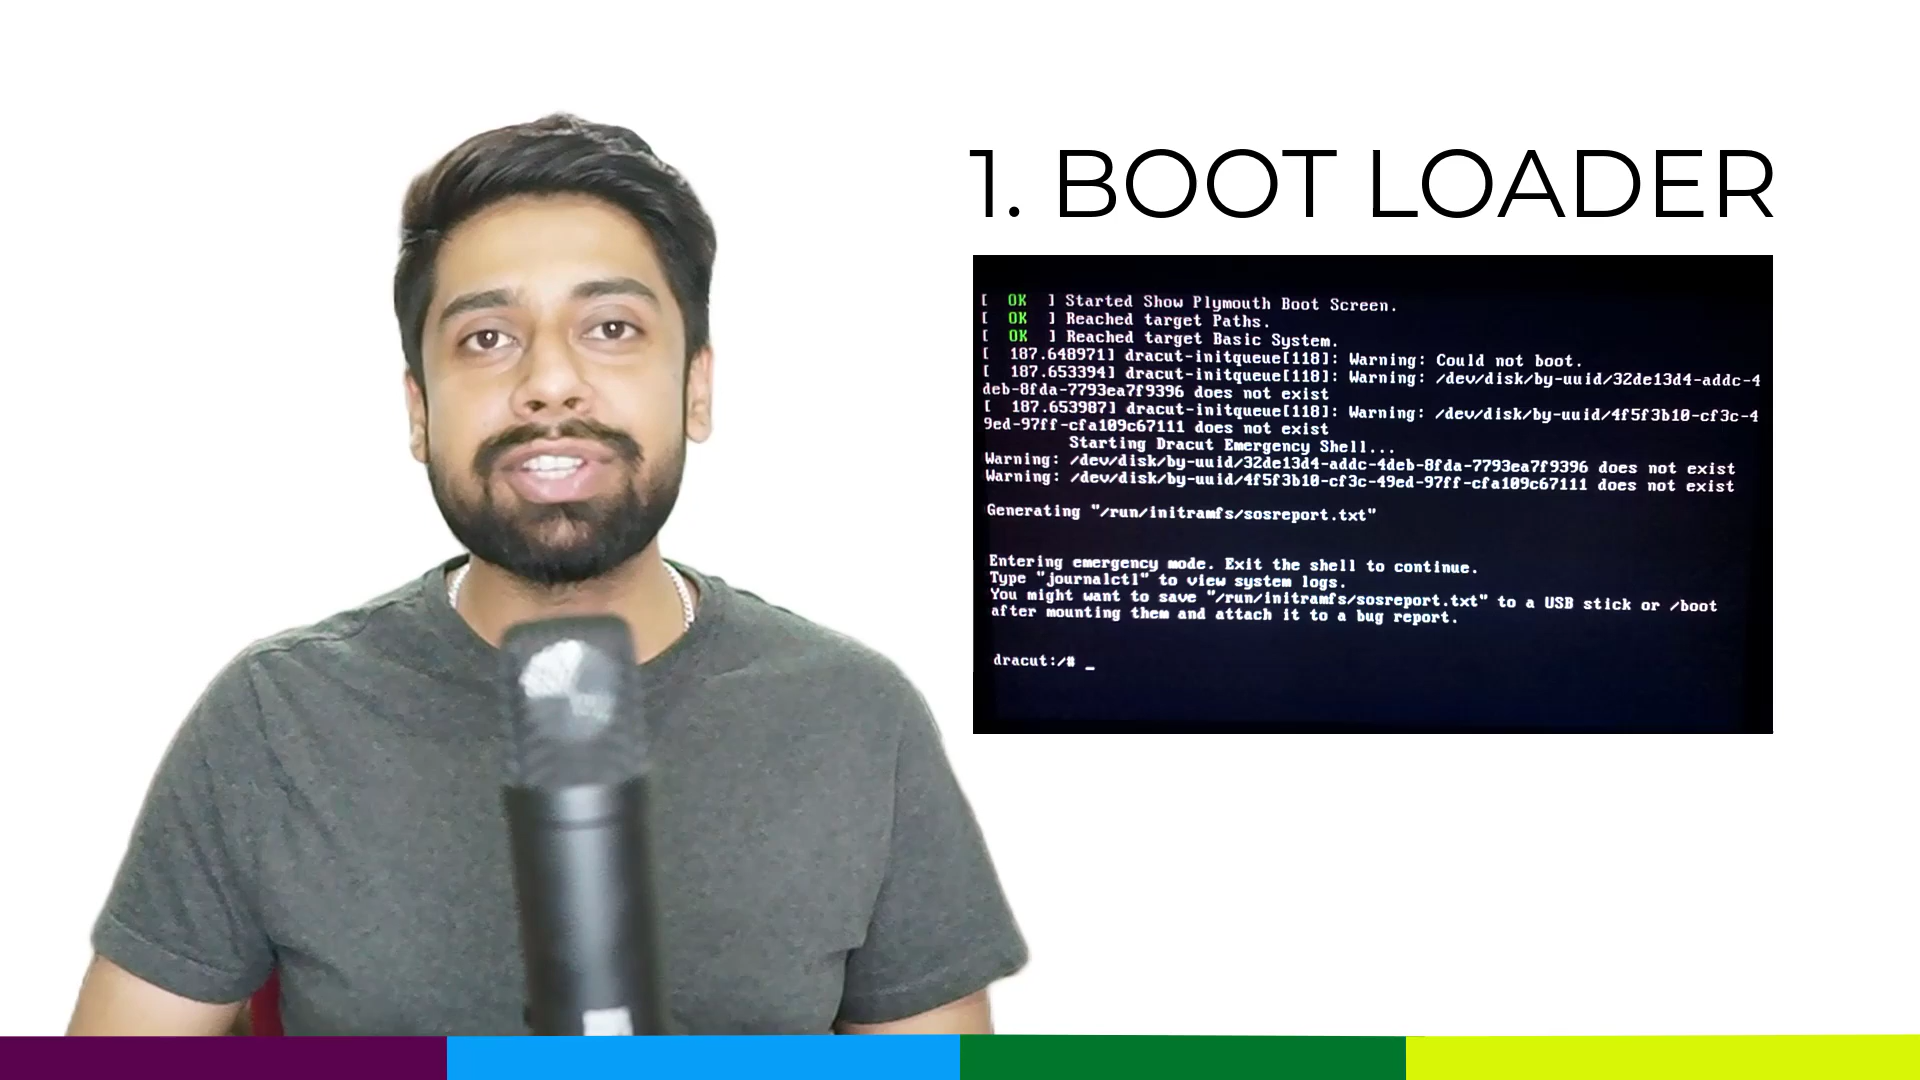 1. BOOT LOADER
[  OK  ] Started Show Plymouth Boot Screen.
[  OK  ] Reached target Paths.
[  OK  ] Reached target Basic System.
[  187.648971] dracut-initqueue[118]: Warning: Could not boot.
[  187.653394] dracut-initqueue[118]: Warning: /dev/disk/by-uuid/32de13d4-addc-4
deb-8fda-7793ea7f9396 does not exist
[  187.653987] dracut-initqueue[118]: Warning: /dev/disk/by-uuid/4f5f3b10-cf3c-4
9ed-97ff-cfa109c67111 does not exist
Starting Dracut Emergency Shell...
Warning: /dev/disk/by-uuid/32de13d4-addc-4deb-8fda-7793ea7f9396 does not exist
Warning: /dev/disk/by-uuid/4f5f3b10-cf3c-49ed-97ff-cfa109c67111 does not exist
Generating "/run/initramfs/sosreport.txt"
Entering emergency mode. Exit the shell to continue.
Type "journalctl" to view system logs.
You might want to save "/run/initramfs/sosreport.txt" to a USB stick or /boot
after mounting them and attach it to a bug report.
dracut:/# _